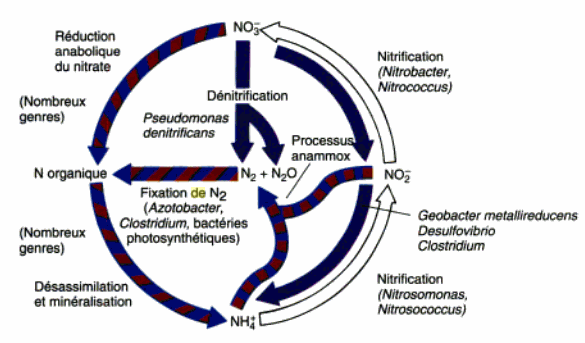 NO₃⁻
Réduction
anabolique
du nitrate
Nitrification
(Nitrobacter,
Nitrococcus)
(Nombreux
genres)
Dénitrification
Pseudomonas
denitrificans
Processus
anammox
N organique
N₂ + N₂O
NO₂⁻
Fixation de N₂
(Azotobacter,
Clostridium, bactéries
photosynthétiques)
Geobacter metallireducens
Desulfovibrio
Clostridium
(Nombreux
genres)
Désassimilation
et minéralisation
Nitrification
(Nitrosomonas,
Nitrosococcus)
NH₄⁺